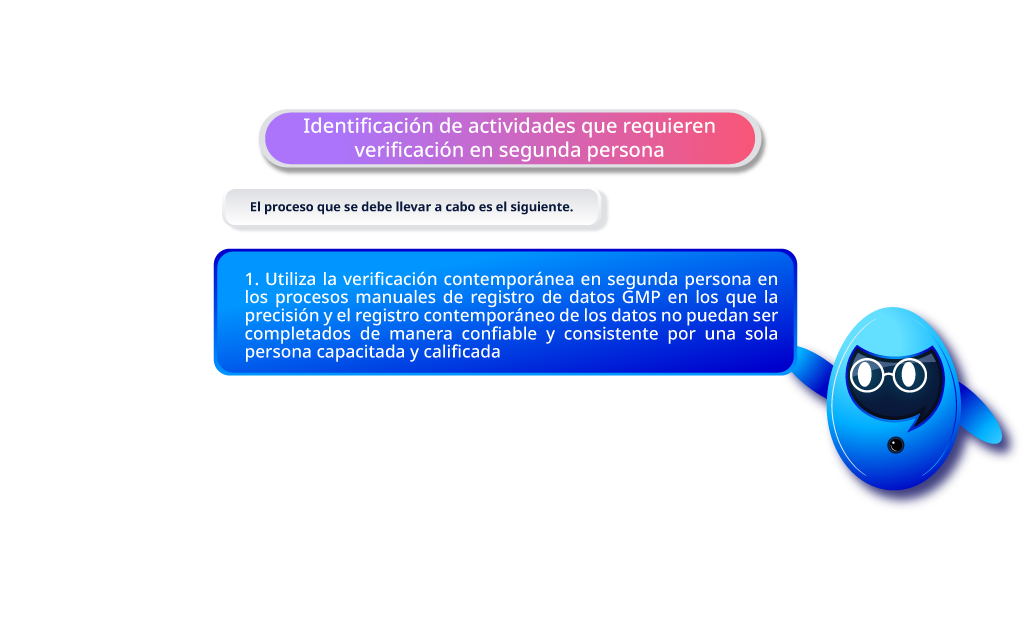 Identificación de actividades que requieren
verificación en segunda persona
El proceso que se debe llevar a cabo es el siguiente.
1. Utiliza la verificación contemporánea en segunda persona en
los procesos manuales de registro de datos GMP en los que la
precisión y el registro contemporáneo de los datos no puedan ser
completados de manera confiable y consistente por una sola
persona capacitada y calificada